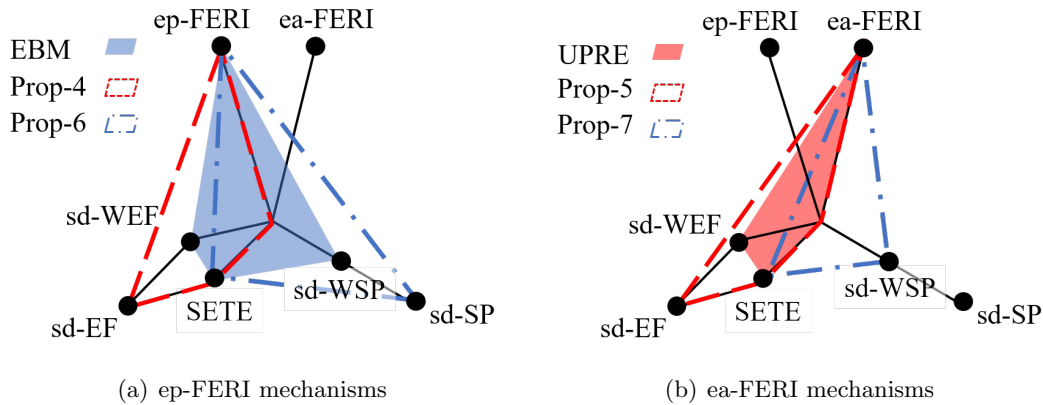 ep-FERI ea-FERI
EBM
Prop-4
Prop-6
sd-WEF
sd-WSP
SETE
sd-EF
sd-SP
(a) ep-FERI mechanisms
ep-FERI ea-FERI
UPRE
Prop-5
Prop-7
sd-WEF
sd-WSP
SETE
sd-EF
sd-SP
(b) ea-FERI mechanisms